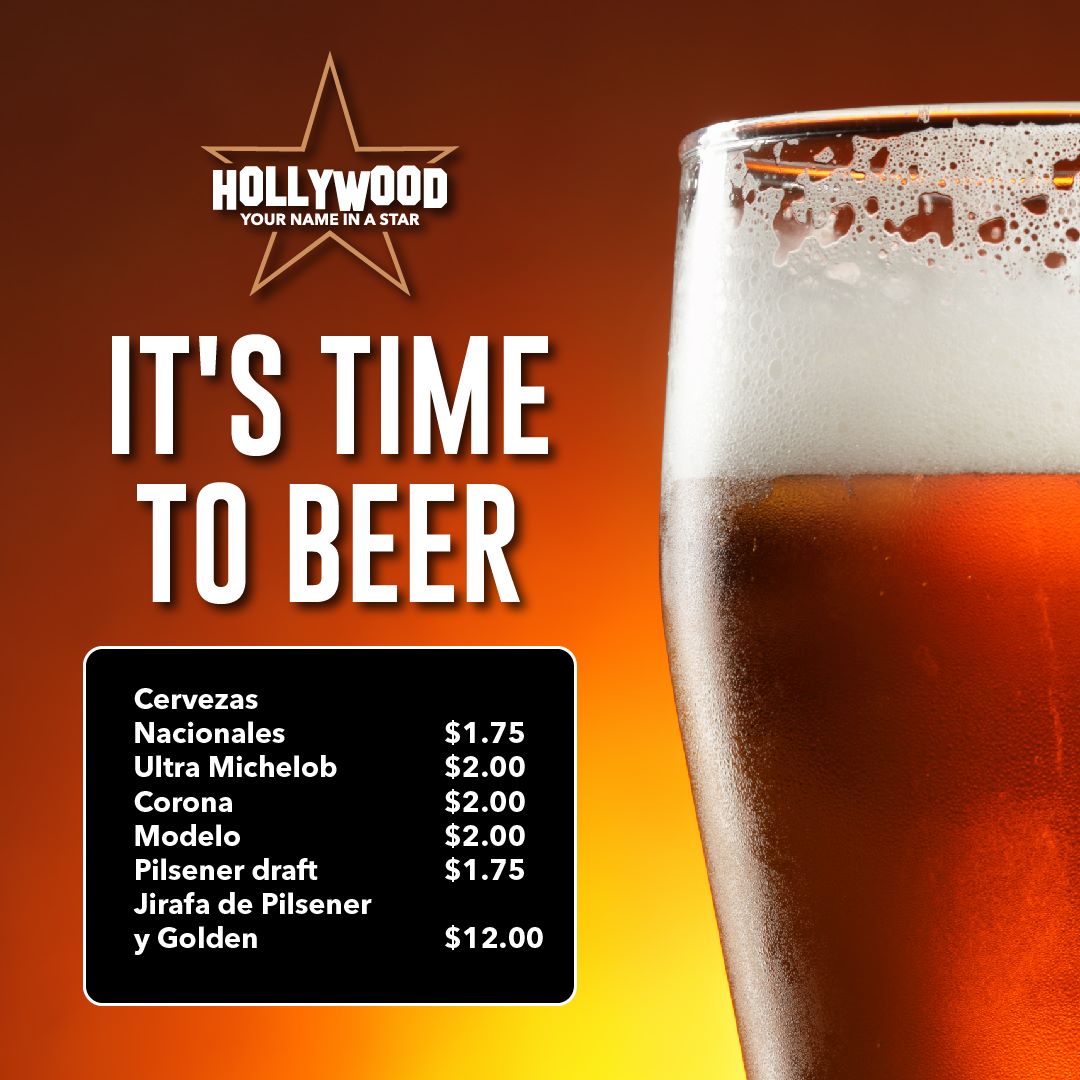 HOLLYWOOD
YOUR NAME IN A STAR
IT'S TIME
TO BEER
Cervezas
Nacionales $1.75
Ultra Michelob $2.00
Corona $2.00
Modelo $2.00
Pilsener draft $1.75
Jirafa de Pilsener
y Golden $12.00